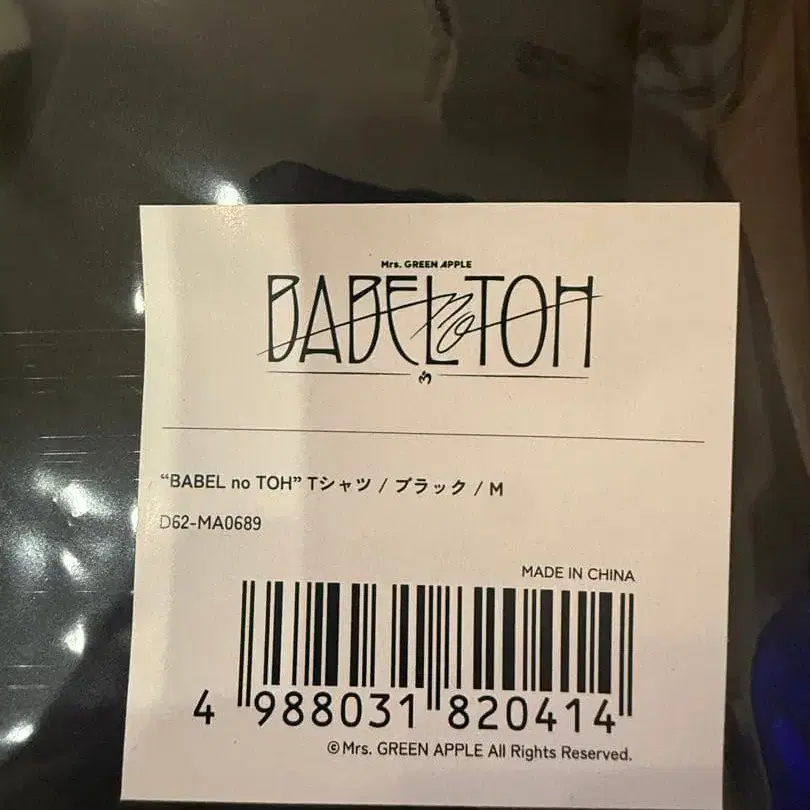 Mrs. GREEN APPLE
BABEL no TOH
“BABEL no TOH” Tシャツ / ブラック / M
D62-MA0689
MADE IN CHINA
4 988031 820414
©Mrs. GREEN APPLE All Rights Reserved.